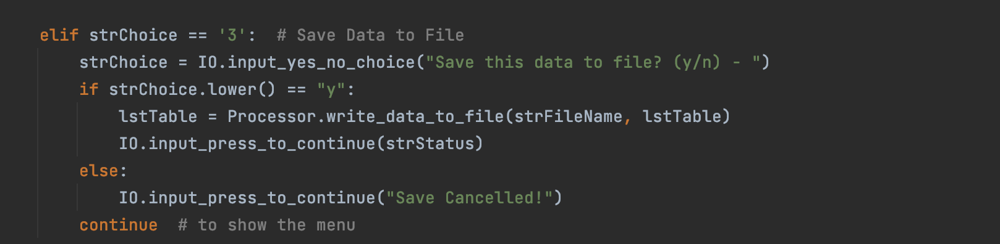 elif strChoice == '3':  # Save Data to File
    strChoice = IO.input_yes_no_choice("Save this data to file? (y/n) - ")
    if strChoice.lower() == "y":
        lstTable = Processor.write_data_to_file(strFileName, lstTable)
        IO.input_press_to_continue(strStatus)
    else:
        IO.input_press_to_continue("Save Cancelled!")
    continue  # to show the menu